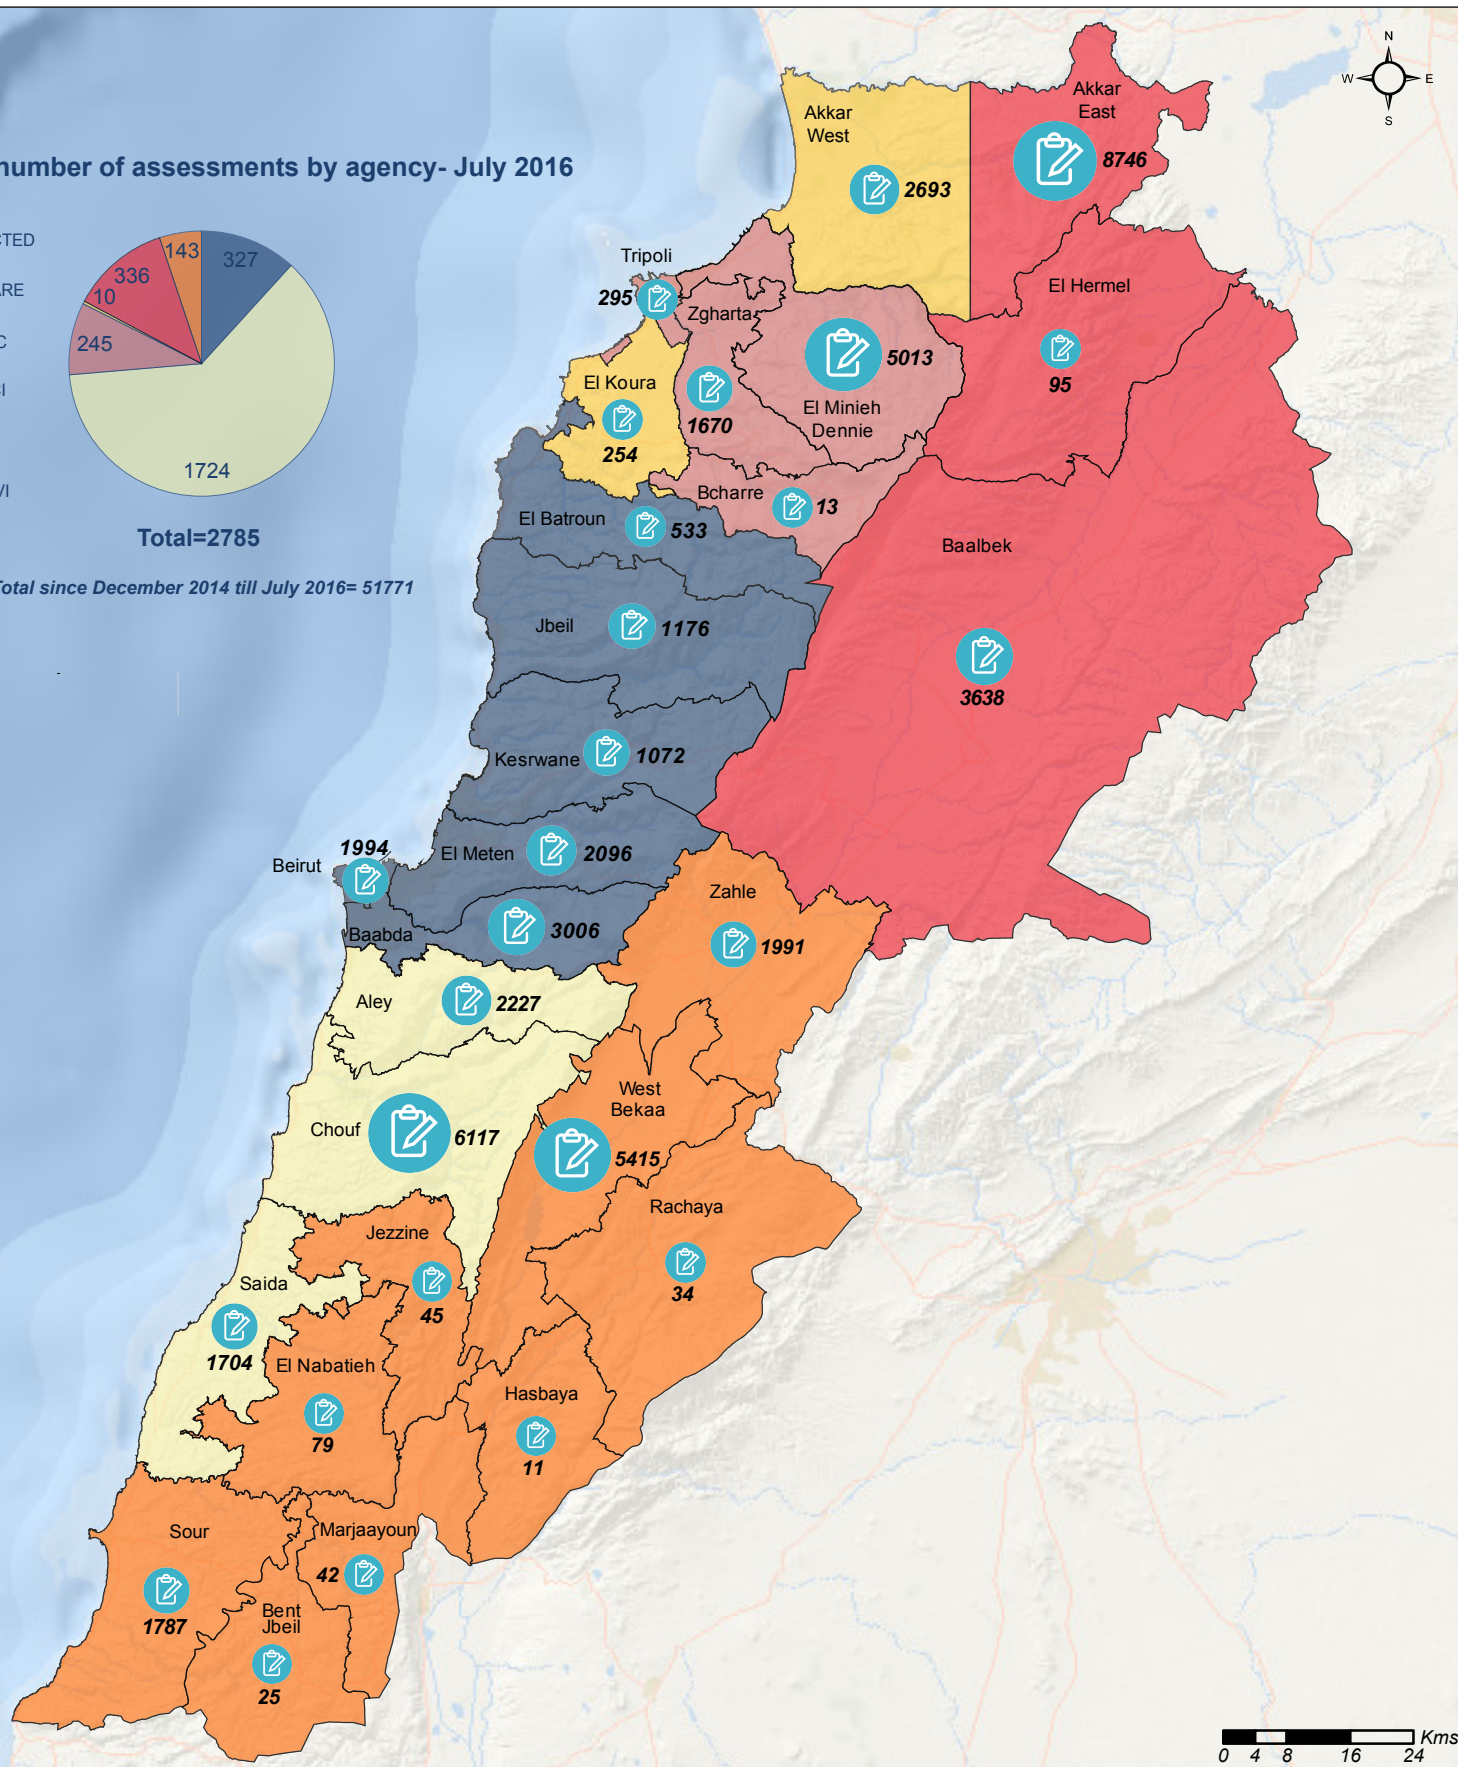 number of assessments by agency- July 2016
CTED
ARE
C
CI
VI
143
327
336
10
245
1724
Total=2785
Total since December 2014 till July 2016= 51771
N
W
E
S
Akkar
West
2693
Akkar
East
8746
Tripoli
295
Zgharta
1670
El Hermel
95
El Minieh
Dennie
5013
El Koura
254
Bcharre
13
El Batroun
533
Baalbek
3638
Jbeil
1176
Kesrwane
1072
Beirut
1994
El Meten
2096
Baabda
3006
Zahle
1991
Aley
2227
West
Bekaa
5415
Chouf
6117
Rachaya
34
Jezzine
45
Saida
1704
El Nabatieh
79
Hasbaya
11
Sour
1787
Marjaayoun
42
Bent
Jbeil
25
Kms
0 4 8 16 24